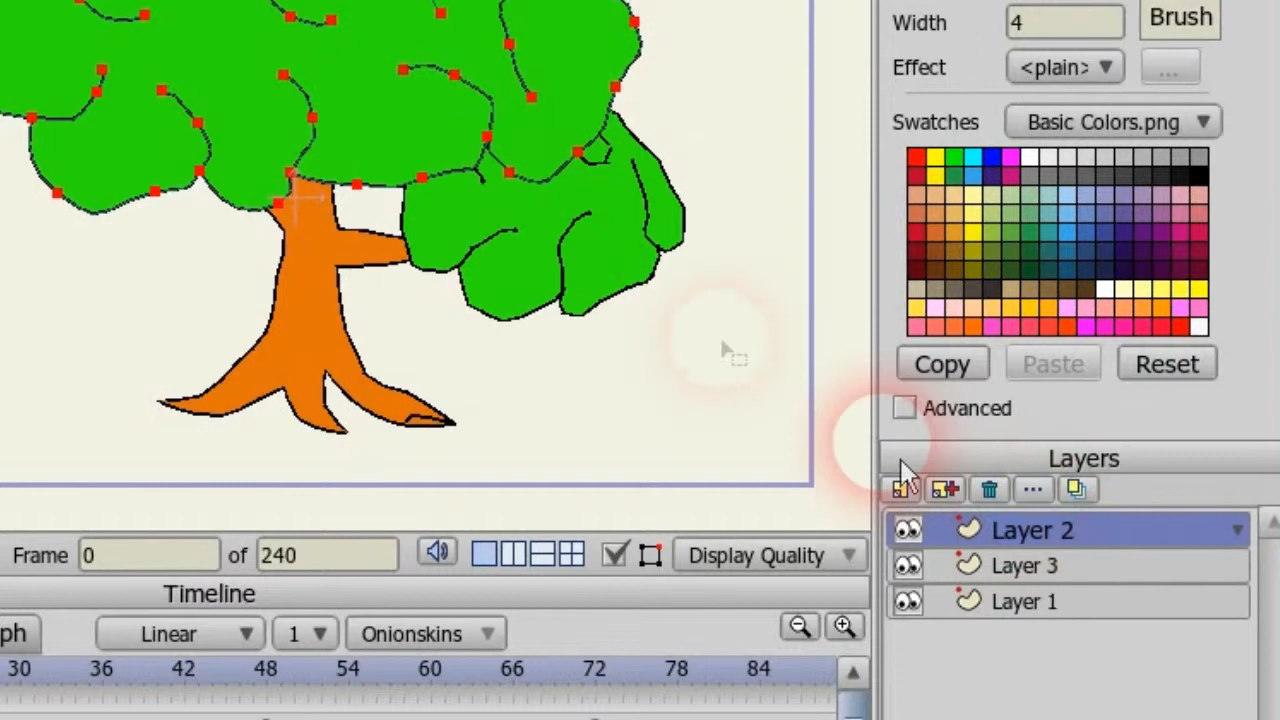 Width 4 Brush
Effect <plain> ...
Swatches Basic Colors.png
Copy Paste Reset
Advanced
Layers
...
Layer 2
Layer 3
Layer 1
Frame 0 of 240 Display Quality
Timeline
ph Linear 1 Onionskins
30 36 42 48 54 60 66 72 78 84